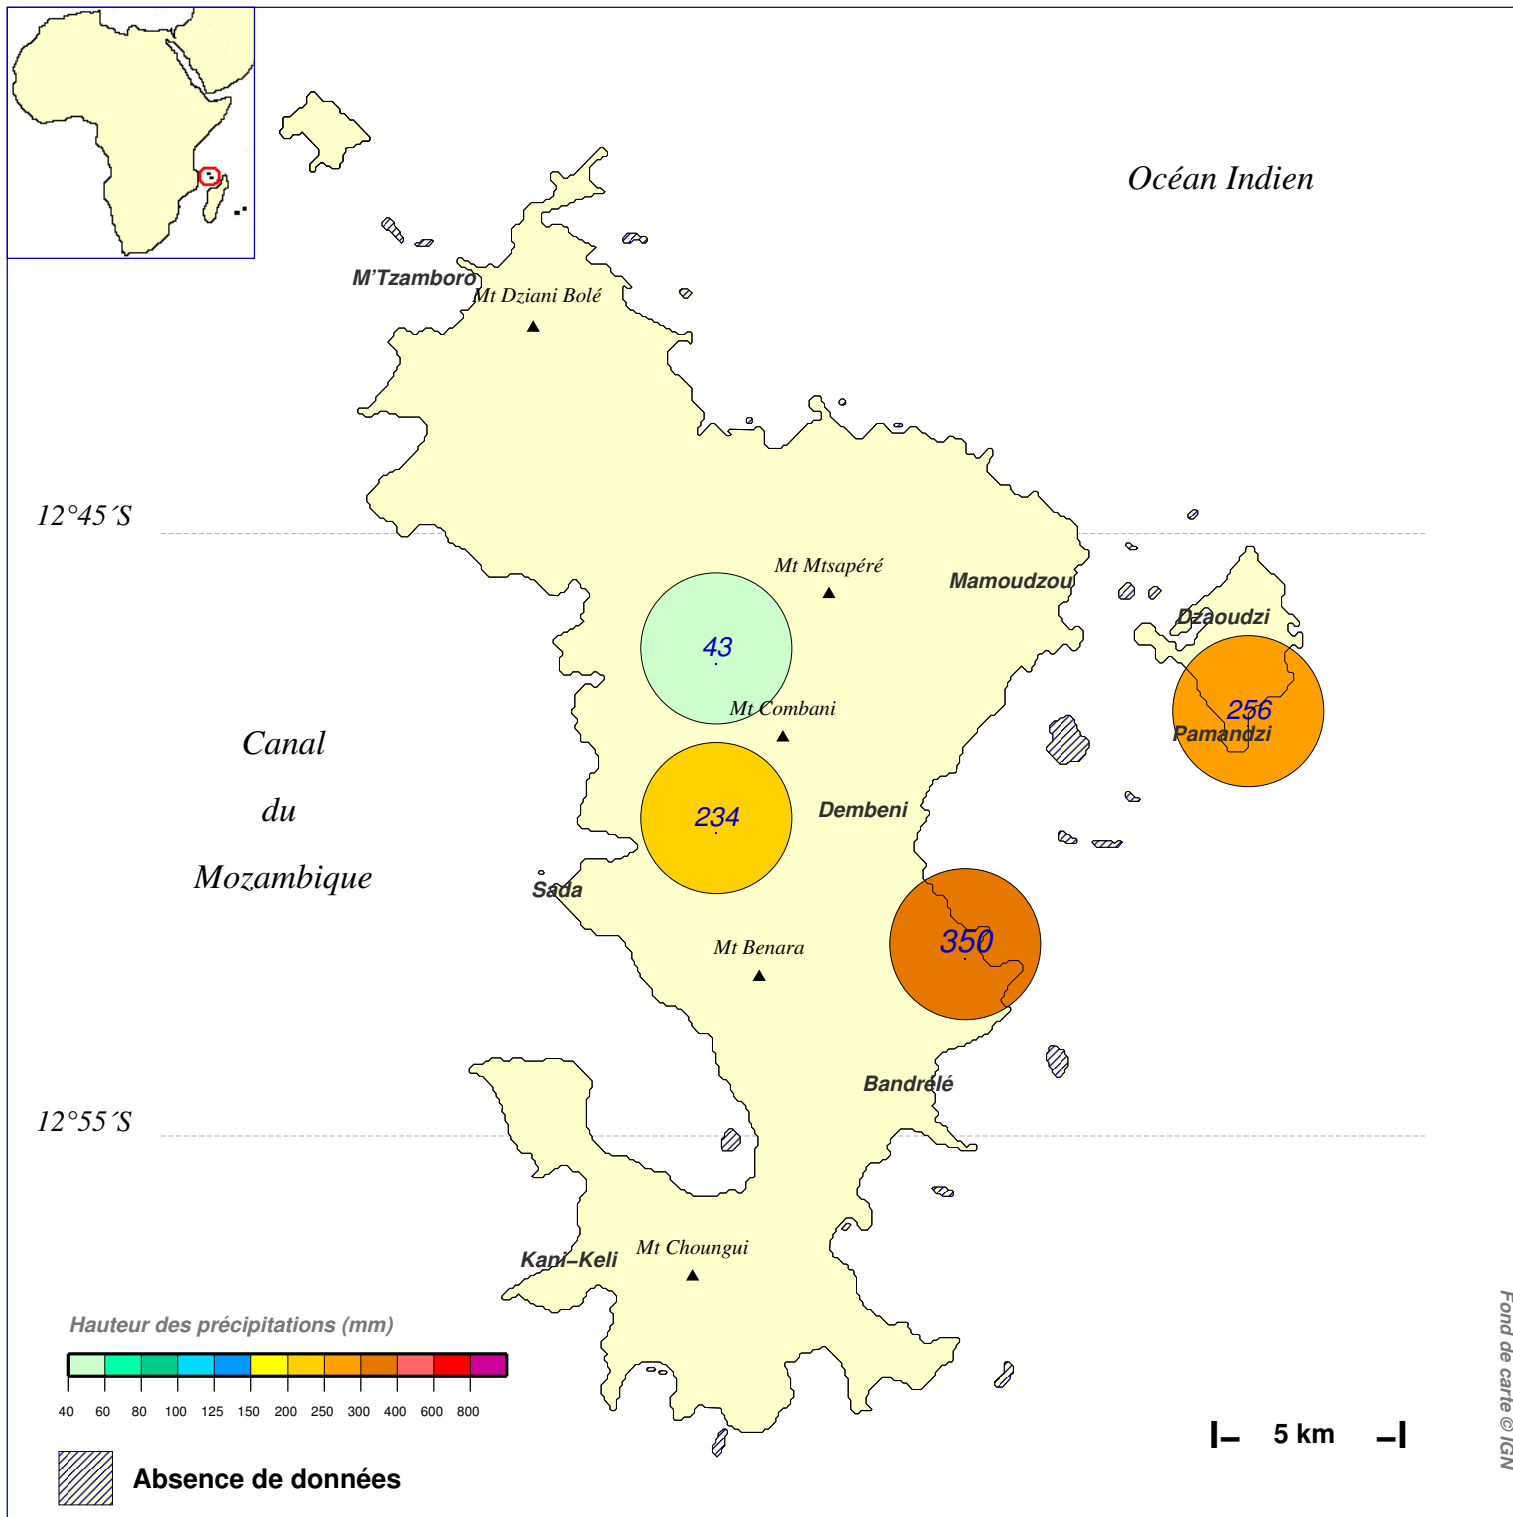 Océan Indien
M'Tzamboro
Mt Dziani Bolé
12°45´S
Mt Mtsapéré
Mamoudzou
Dzaoudzi
43
Mt Combani
256
Pamandzi
Canal
du
Mozambique
234
Dembeni
Sada
350
Mt Benara
Bandrélé
12°55´S
Kani–Keli
Mt Choungui
Hauteur des précipitations (mm)
40 60 80 100 125 150 200 250 300 400 600 800
5 km
Absence de données
Fond de carte © IGN